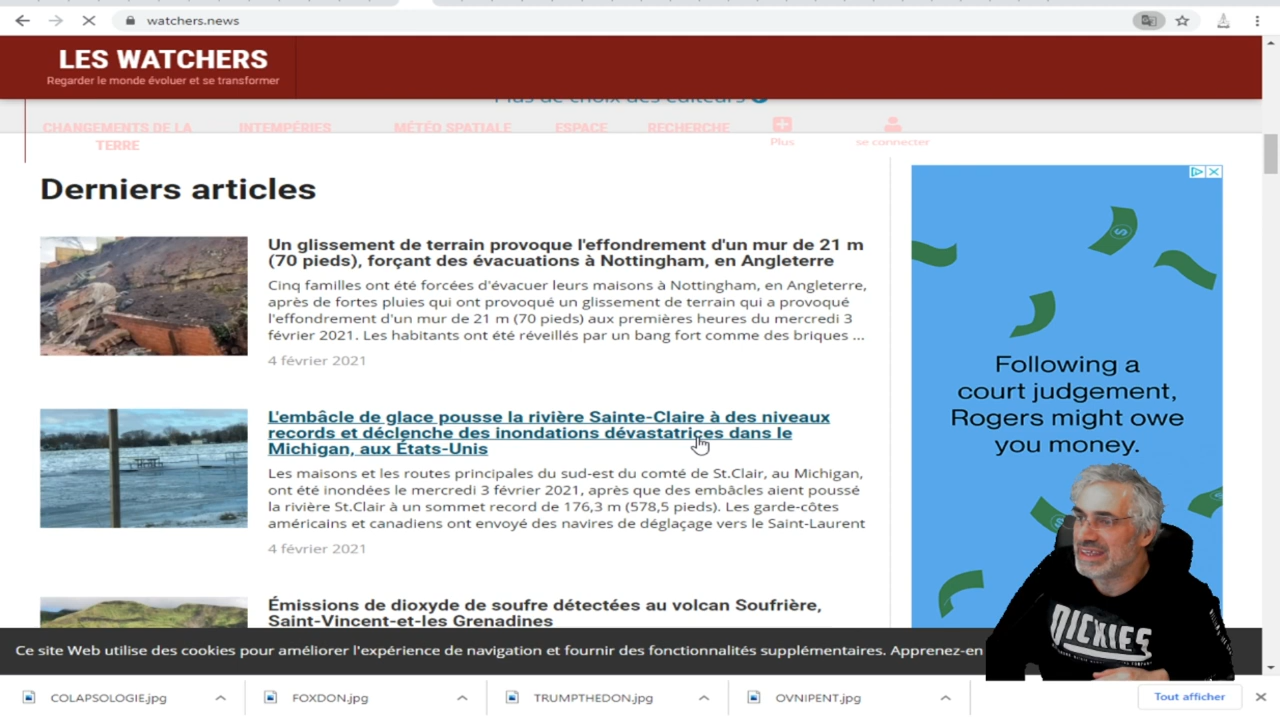 watchers.news
LES WATCHERS
Regarder le monde évoluer et se transformer
Plus de choix des éditeurs
CHANGEMENTS DE LA TERRE
INTEMPÉRIES
MÉTÉO SPATIALE
ESPACE
RECHERCHE
Plus
se connecter
Derniers articles
Un glissement de terrain provoque l'effondrement d'un mur de 21 m
(70 pieds), forçant des évacuations à Nottingham, en Angleterre
Cinq familles ont été forcées d'évacuer leurs maisons à Nottingham, en Angleterre,
après de fortes pluies qui ont provoqué un glissement de terrain qui a provoqué
l'effondrement d'un mur de 21 m (70 pieds) aux premières heures du mercredi 3
février 2021. Les habitants ont été réveillés par un bang fort comme des briques ...
4 février 2021
L'embâcle de glace pousse la rivière Sainte-Claire à des niveaux
records et déclenche des inondations dévastatrices dans le
Michigan, aux États-Unis
Les maisons et les routes principales du sud-est du comté de St.Clair, au Michigan,
ont été inondées le mercredi 3 février 2021, après que des embâcles aient poussé
la rivière St.Clair à un sommet record de 176,3 m (578,5 pieds). Les garde-côtes
américains et canadiens ont envoyé des navires de déglaçage vers le Saint-Laurent
4 février 2021
Émissions de dioxyde de soufre détectées au volcan Soufrière,
Saint-Vincent-et-les Grenadines
Following a
court judgement,
Rogers might owe
you money.
DICKIES
Ce site Web utilise des cookies pour améliorer l'expérience de navigation et fournir des fonctionnalités supplémentaires. Apprenez-en
COLAPSOLOGIE.jpg
FOXDON.jpg
TRUMPTHEDON.jpg
OVNIPENT.jpg
Tout afficher